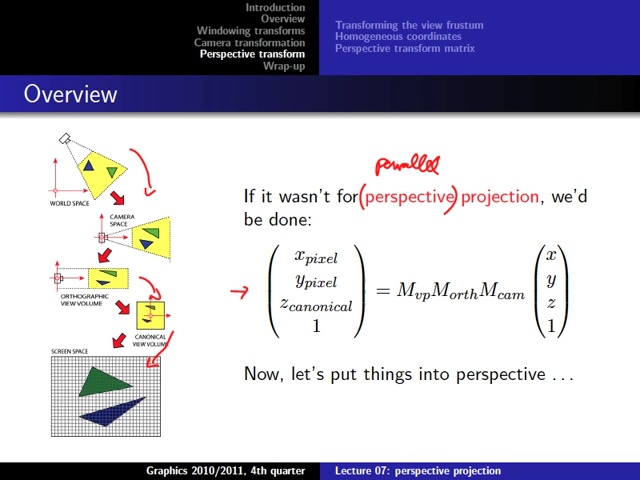 Introduction
Overview
Windowing transforms
Camera transformation
Perspective transform
Wrap-up
Transforming the view frustum
Homogeneous coordinates
Perspective transform matrix
Overview
WORLD SPACE
CAMERA
SPACE
ORTHOGRAPHIC
VIEW VOLUME
CANONICAL
VIEW VOLUME
SCREEN SPACE
parallel
If it wasn't for (perspective) projection, we'd
be done:
x_pixel
y_pixel
z_canonical
1
= M_vp M_orth M_cam
x
y
z
1
Now, let's put things into perspective . . .
Graphics 2010/2011, 4th quarter
Lecture 07: perspective projection